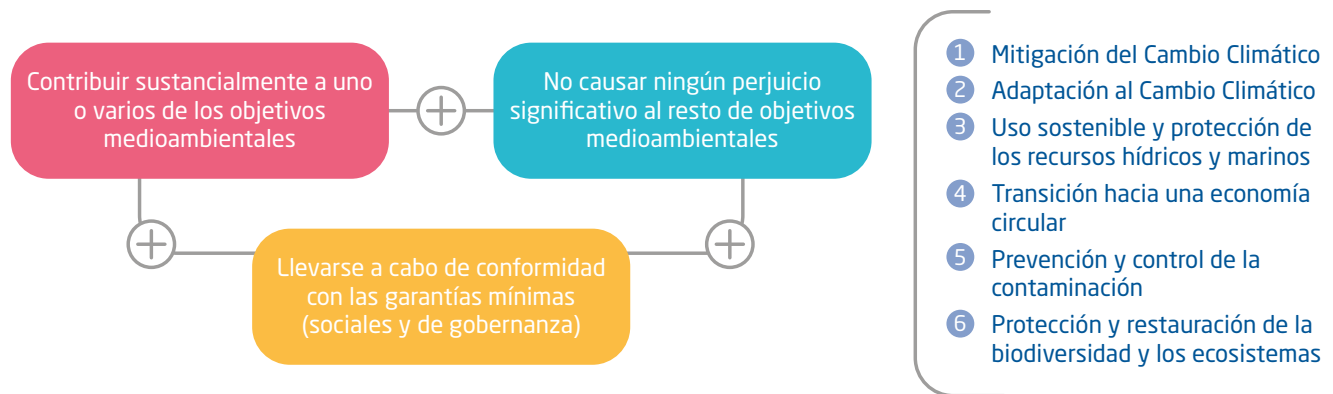 Contribuir sustancialmente a uno
o varios de los objetivos
medioambientales
No causar ningún perjuicio
significativo al resto de objetivos
medioambientales
Llevarse a cabo de conformidad
con las garantías mínimas
(sociales y de gobernanza)
1 Mitigación del Cambio Climático
2 Adaptación al Cambio Climático
3 Uso sostenible y protección de
los recursos hídricos y marinos
4 Transición hacia una economía
circular
5 Prevención y control de la
contaminación
6 Protección y restauración de la
biodiversidad y los ecosistemas